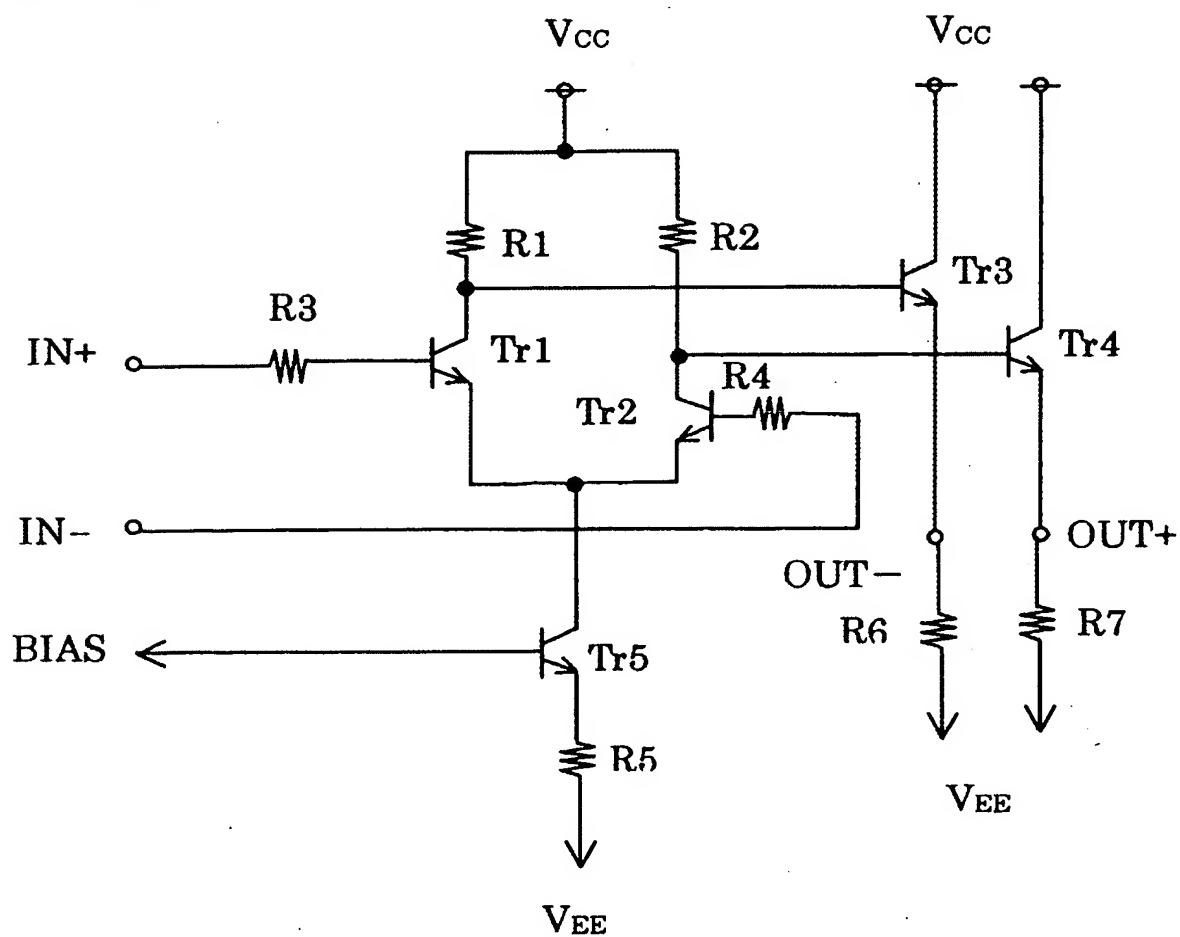 VCC
VCC
R1
R2
Tr3
R3
IN+
Tr1
Tr4
R4
Tr2
IN-
OUT+
OUT-
R6
R7
BIAS
Tr5
R5
VEE
VEE